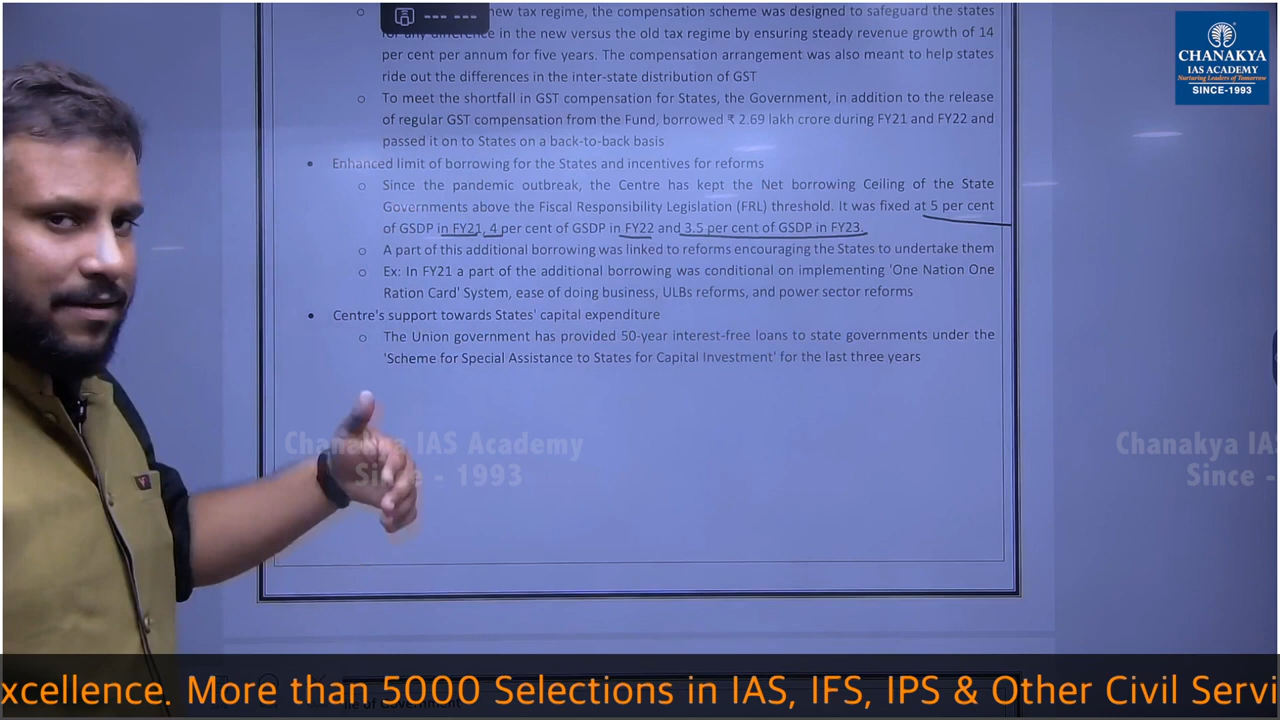 new tax regime, the compensation scheme was designed to safeguard the states
for any difference in the new versus the old tax regime by ensuring steady revenue growth of 14
per cent per annum for five years. The compensation arrangement was also meant to help states
ride out the differences in the inter-state distribution of GST
To meet the shortfall in GST compensation for States, the Government, in addition to the release
of regular GST compensation from the Fund, borrowed ₹ 2.69 lakh crore during FY21 and FY22 and
passed it on to States on a back-to-back basis
Enhanced limit of borrowing for the States and incentives for reforms
Since the pandemic outbreak, the Centre has kept the Net borrowing Ceiling of the State
Governments above the Fiscal Responsibility Legislation (FRL) threshold. It was fixed at 5 per cent
of GSDP in FY21, 4 per cent of GSDP in FY22 and 3.5 per cent of GSDP in FY23.
A part of this additional borrowing was linked to reforms encouraging the States to undertake them
Ex: In FY21 a part of the additional borrowing was conditional on implementing 'One Nation One
Ration Card' System, ease of doing business, ULBs reforms, and power sector reforms
Centre's support towards States' capital expenditure
The Union government has provided 50-year interest-free loans to state governments under the
'Scheme for Special Assistance to States for Capital Investment' for the last three years
CHANAKYA
IAS ACADEMY
Nurturing Leaders of Tomorrow
SINCE-1993
Chanakya IAS Academy
Since - 1993
Chanakya IA
Since -
xcellence. More than 5000 Selections in IAS, IFS, IPS & Other Civil Servi